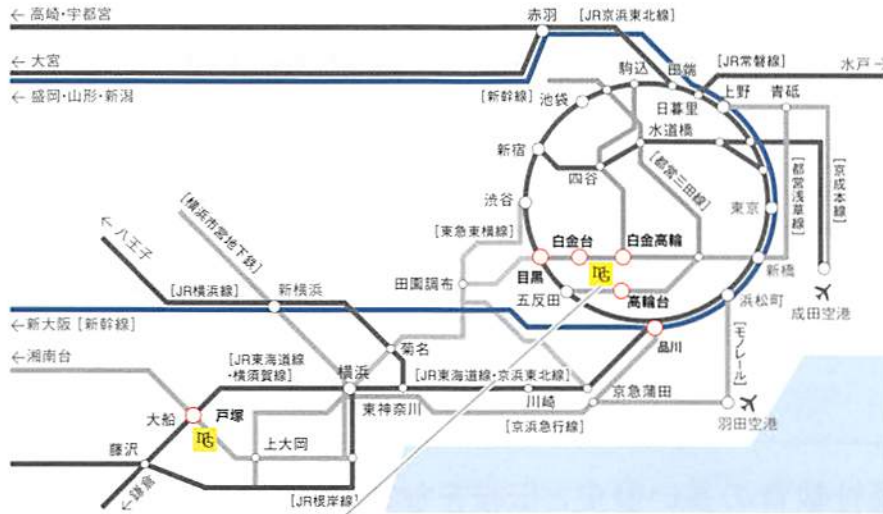 ←高崎・宇都宮
赤羽
[JR京浜東北線]
←大宮
駒込
田端
[JR常磐線]
水戸→
←盛岡・山形・新潟
[新幹線]
池袋
日暮里
上野
青砥
水道橋
新宿
四谷
[都営三田線]
[都営浅草線]
[京成本線]
渋谷
東京
[横浜市営地下鉄]
[東急東横線]
白金台
白金高輪
←八王子
目黒
新橋
田園調布
五反田
高輪台
浜松町
成田空港
[JR横浜線]
新横浜
←新大阪[新幹線]
品川
[モノレール]
←湘南台
菊名
[JR東海道線
・横須賀線]
横浜
[JR東海道線・京浜東北線]
東神奈川
川崎
京急蒲田
羽田空港
大船
戸塚
[京浜急行線]
藤沢
上大岡
←鎌倉
[JR根岸線]